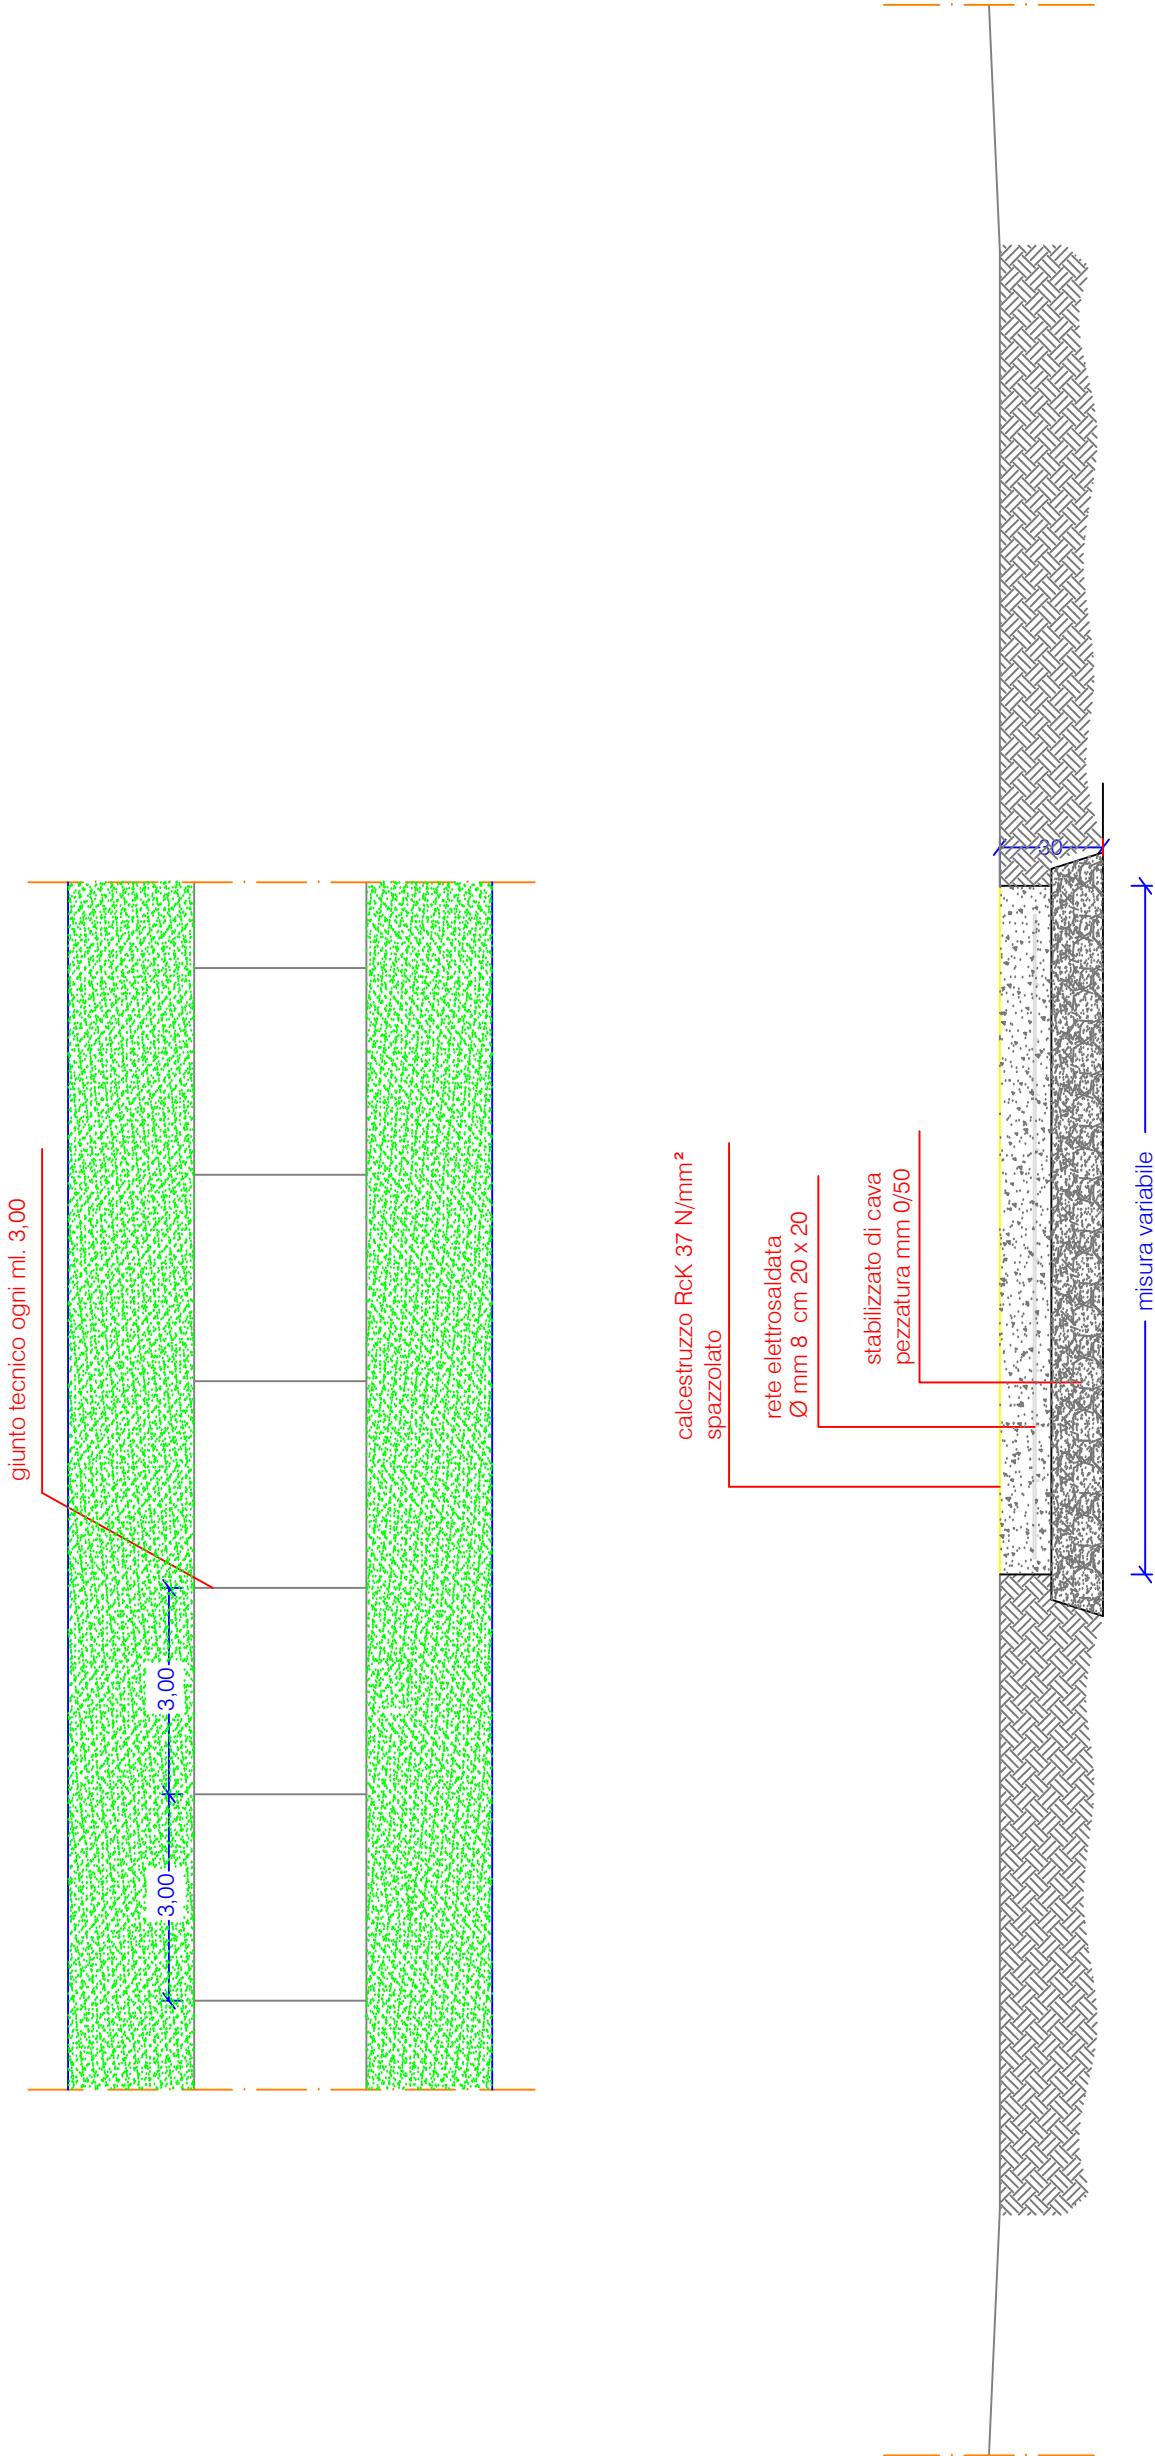 giunto tecnico ogni ml. 3,00
3,00
3,00
calcestruzzo RcK 37 N/mm²
spazzolato
rete elettrosaldata
Ø mm 8 cm 20 x 20
stabilizzato di cava
pezzatura mm 0/50
30
misura variabile